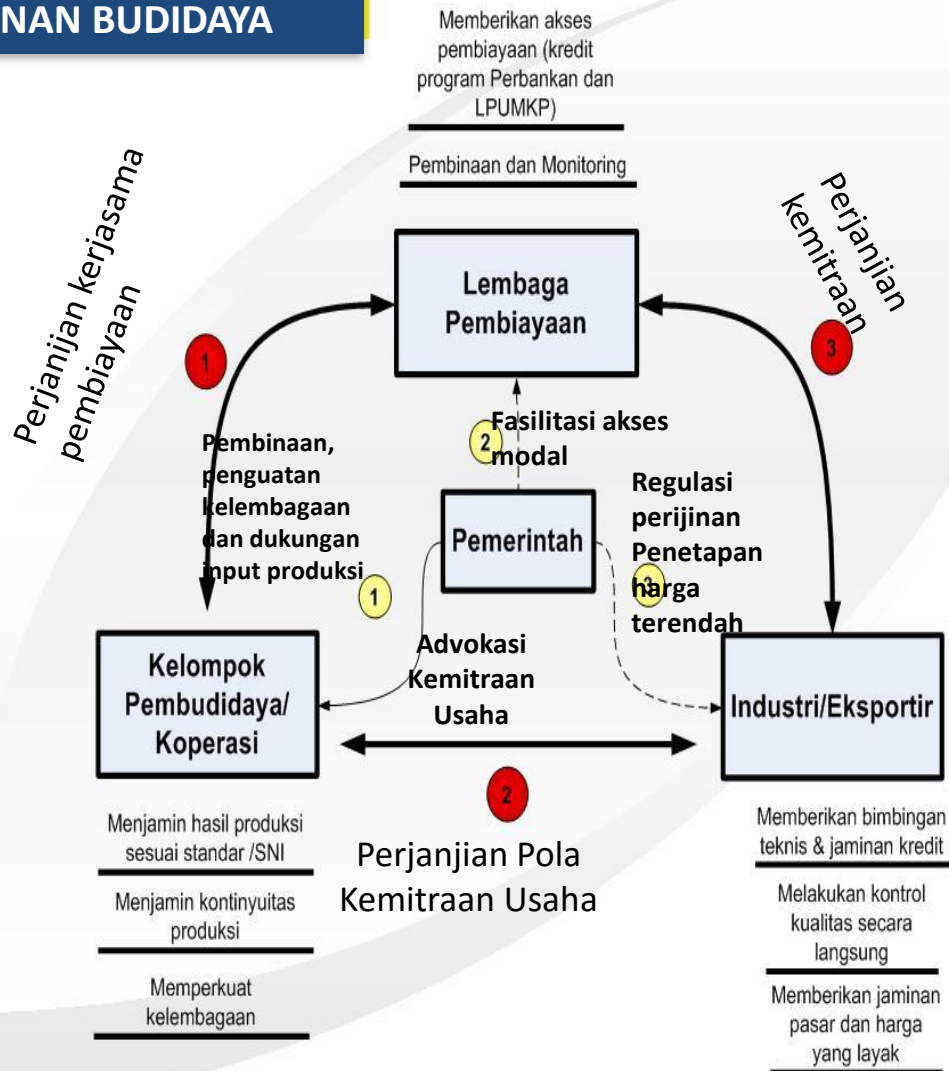 NAN BUDIDAYA
Memberikan akses
pembiayaan (kredit
program Perbankan dan
LPUMKP)
Pembinaan dan Monitoring
Perjanijan kerjasama
pembiayaan
Perjanjian
kemitraan
Lembaga
Pembiayaan
1
3
Fasilitasi akses
2
modal
Pembinaan,
penguatan
kelembagaan
dan dukungan
input produksi
1
Pemerintah
Regulasi
perijinan
Penetapan
harga
3
terendah
Advokasi
Kemitraan
Usaha
Kelompok
Pembudidaya/
Koperasi
Industri/Eksportir
2
Perjanjian Pola
Kemitraan Usaha
Menjamin hasil produksi
sesuai standar /SNI
Menjamin kontinyuitas
produksi
Memperkuat
kelembagaan
Memberikan bimbingan
teknis & jaminan kredit
Melakukan kontrol
kualitas secara
langsung
Memberikan jaminan
pasar dan harga
yang layak